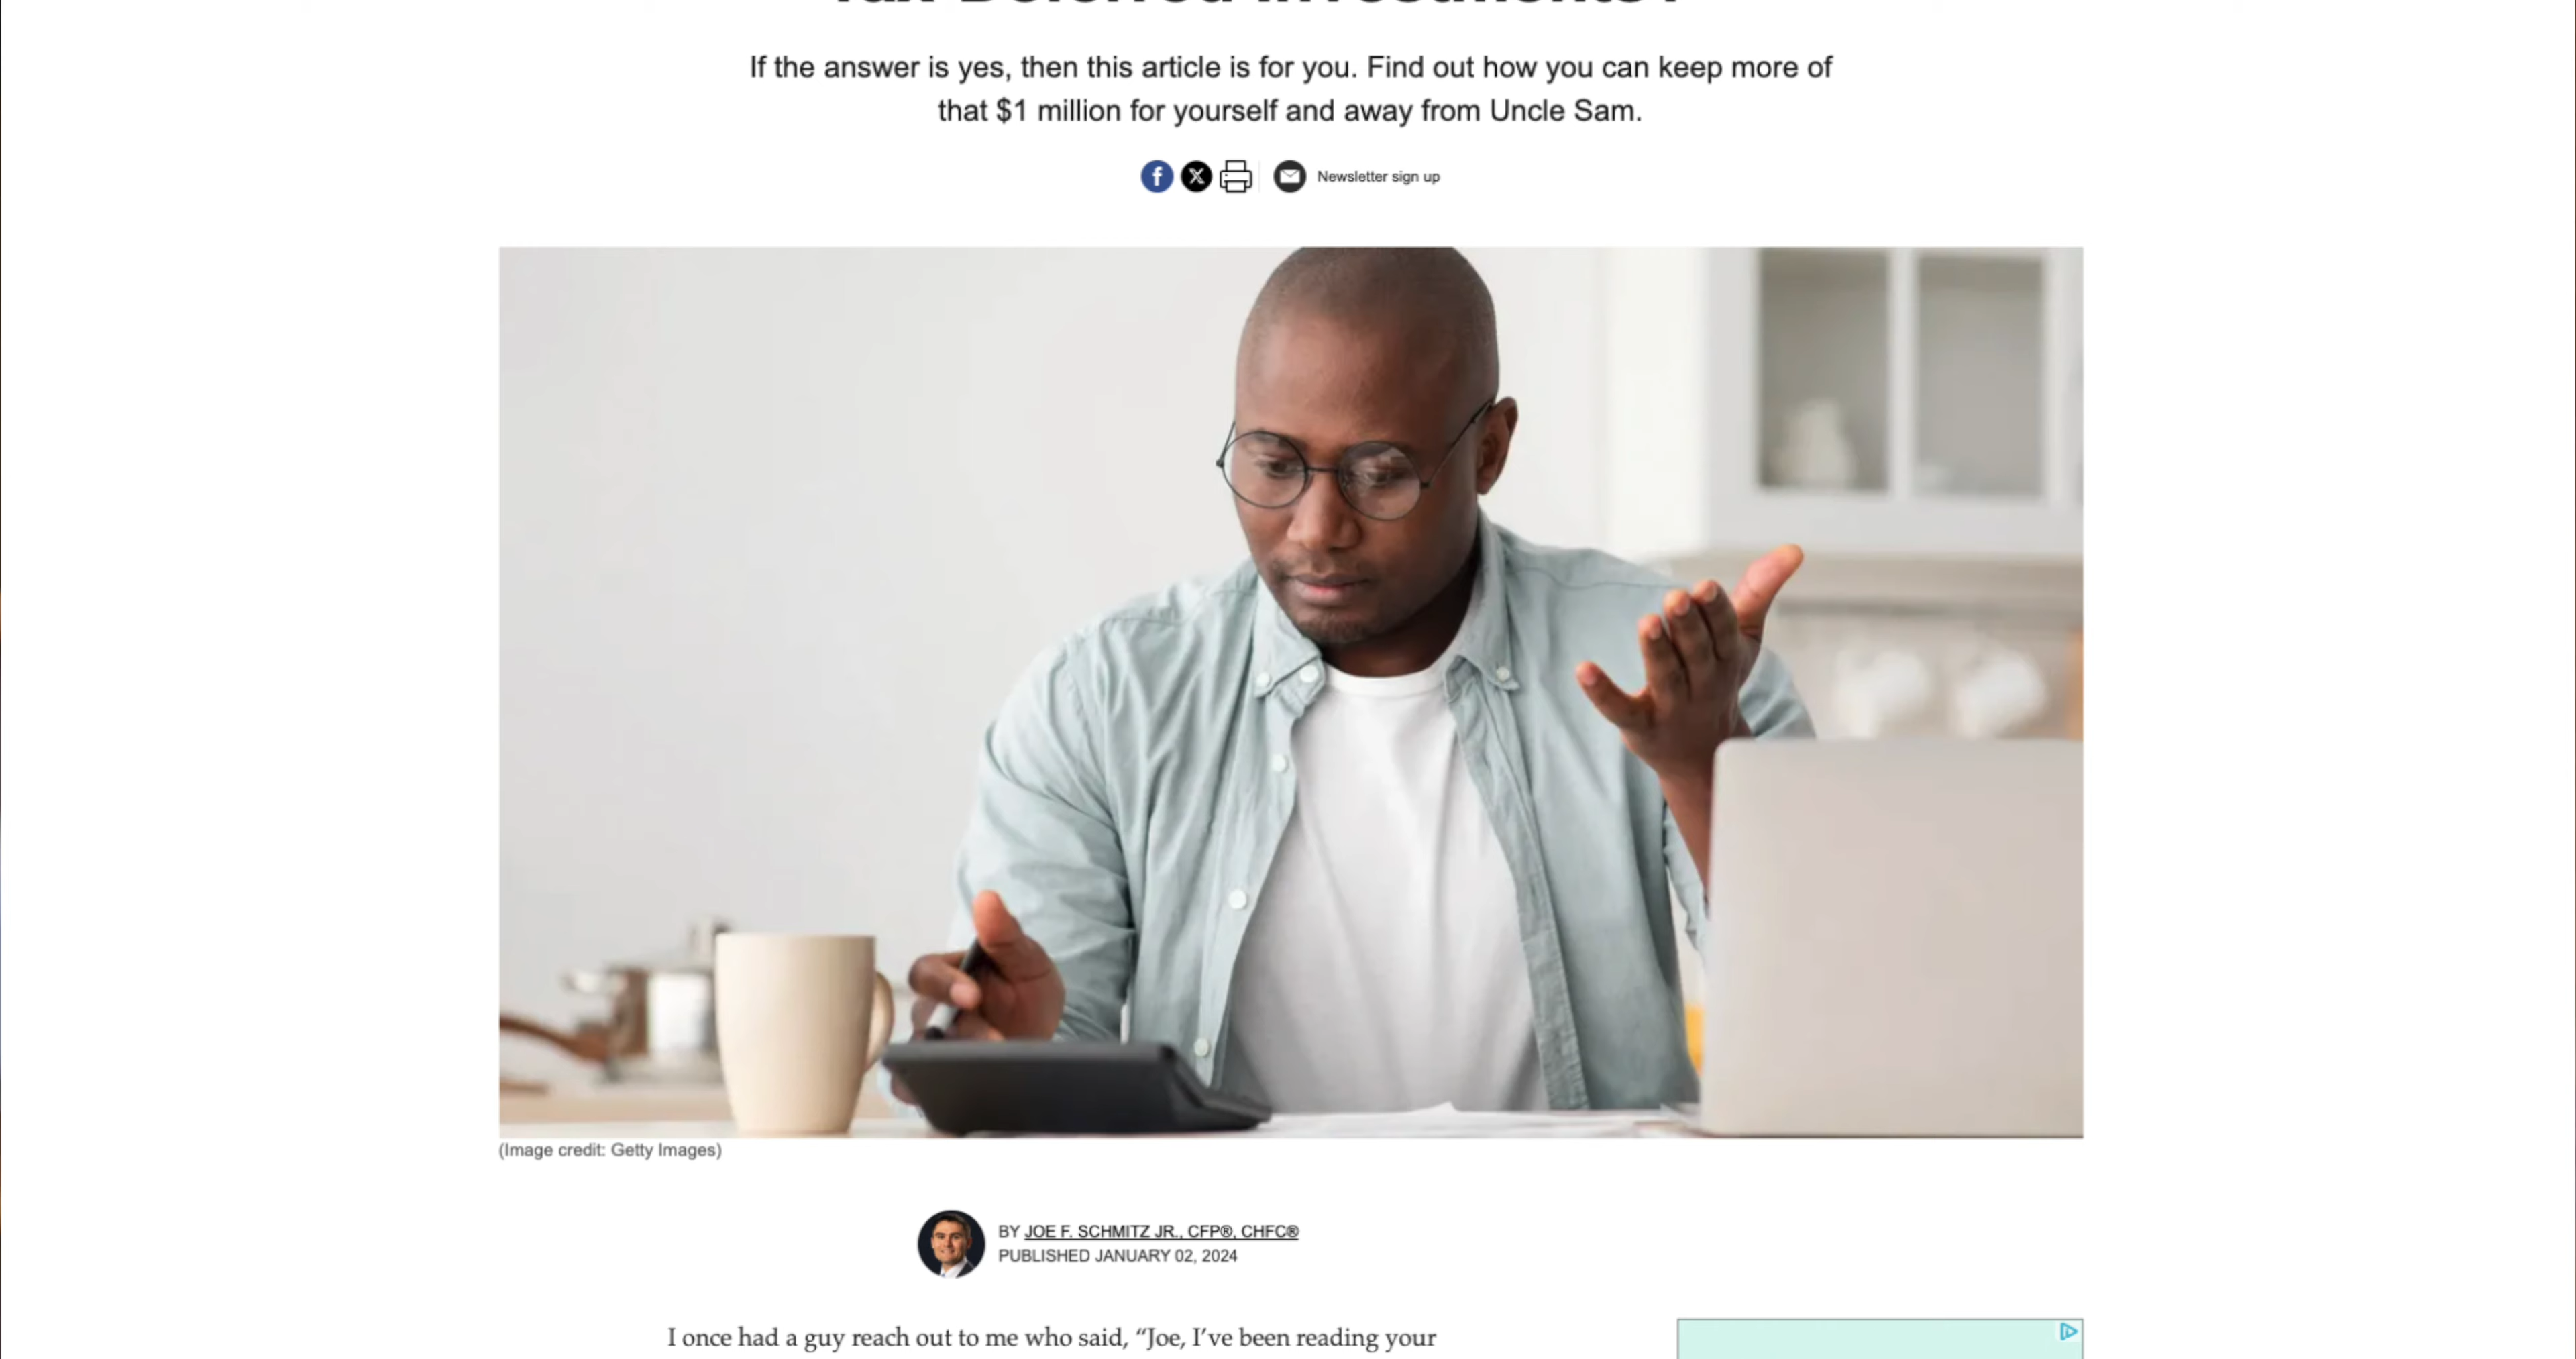 Tax-Deferred Investments?
If the answer is yes, then this article is for you. Find out how you can keep more of
that $1 million for yourself and away from Uncle Sam.
Newsletter sign up
(Image credit: Getty Images)
BY JOE F. SCHMITZ JR., CFP®, CHFC®
PUBLISHED JANUARY 02, 2024
I once had a guy reach out to me who said, “Joe, I’ve been reading your